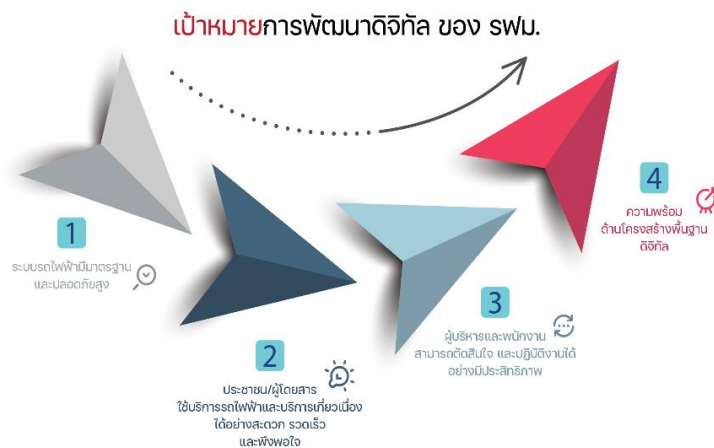 เป้าหมายการพัฒนาดิจิทัล ของ รฟม.
1
ระบบรถไฟฟ้ามีมาตรฐาน
และปลอดภัยสูง
2
ประชาชน/ผู้โดยสาร
ใช้บริการรถไฟฟ้าและบริการเกี่ยวเนื่อง
ได้อย่างสะดวก รวดเร็ว
และพึงพอใจ
3
ผู้บริหารและพนักงาน
สามารถตัดสินใจ และปฏิบัติงานได้
อย่างมีประสิทธิภาพ
4
ความพร้อม
ด้านโครงสร้างพื้นฐาน
ดิจิทัล